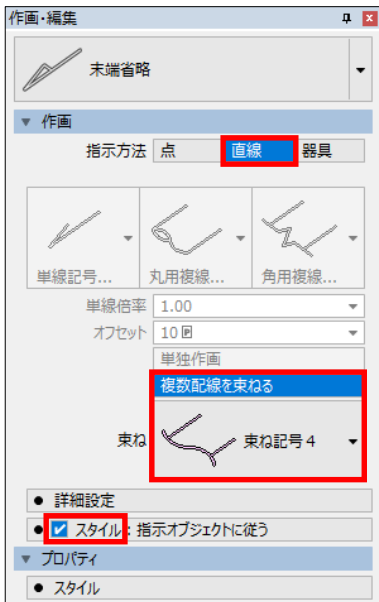 作画・編集
末端省略
作画
指示方法 点 直線 器具
単線記号... 丸用複線... 角用複線...
単線倍率 1.00
オフセット 10 P
単独作画
複数配線を束ねる
束ね 束ね記号4
詳細設定
スタイル : 指示オブジェクトに従う
プロパティ
スタイル